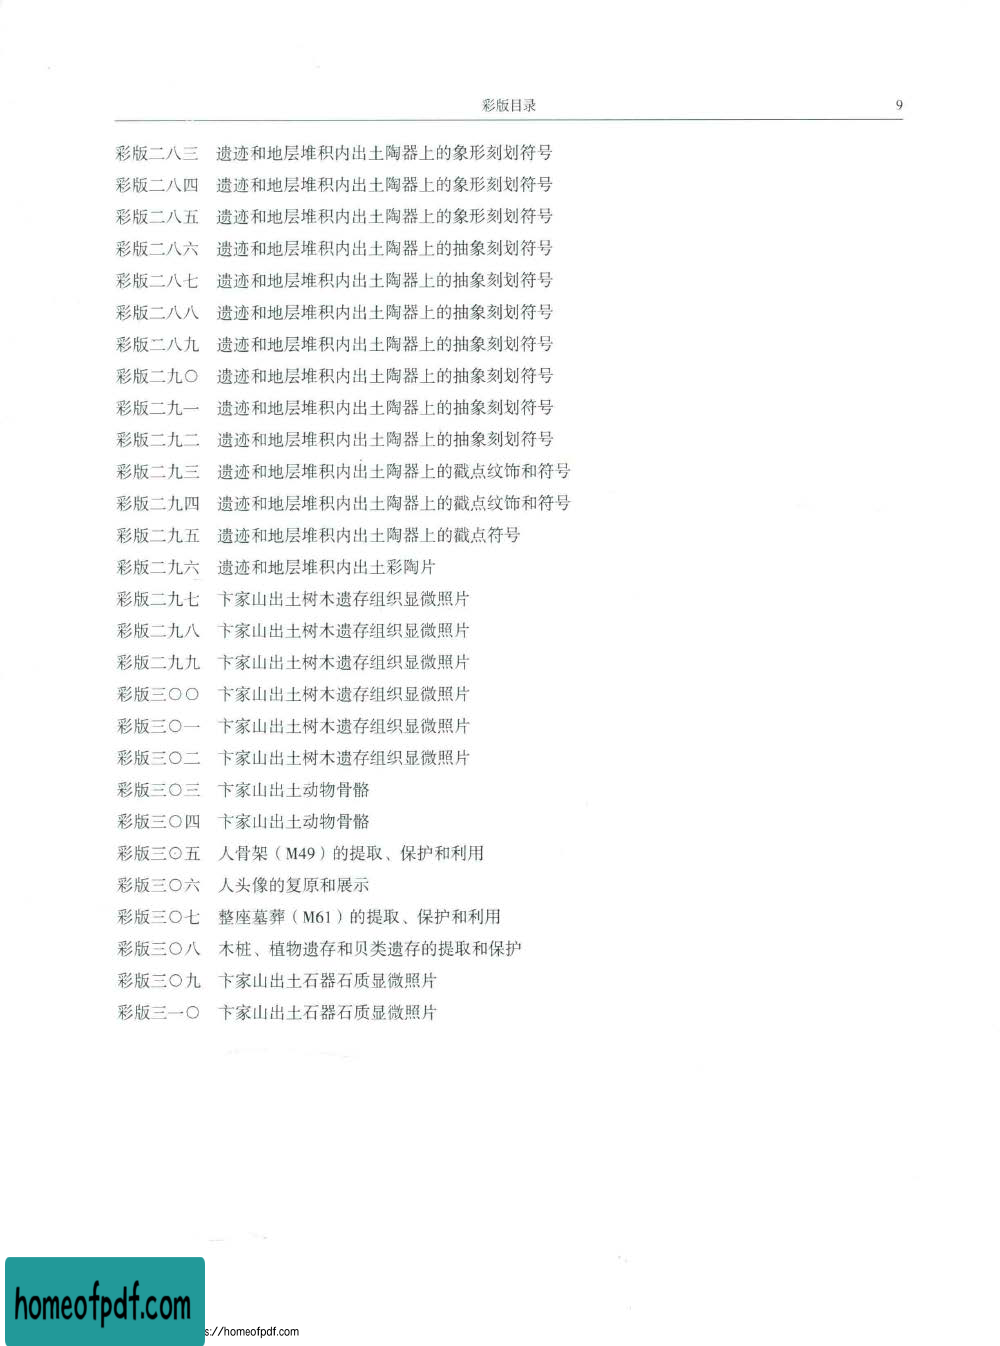 彩版目录 9
彩版二八三 遗迹和地层堆积内出土陶器上的象形刻划符号
彩版二八四 遗迹和地层堆积内出土陶器上的象形刻划符号
彩版二八五 遗迹和地层堆积内出土陶器上的象形刻划符号
彩版二八六 遗迹和地层堆积内出土陶器上的抽象刻划符号
彩版二八七 遗迹和地层堆积内出土陶器上的抽象刻划符号
彩版二八八 遗迹和地层堆积内出土陶器上的抽象刻划符号
彩版二八九 遗迹和地层堆积内出土陶器上的抽象刻划符号
彩版二九〇 遗迹和地层堆积内出土陶器上的抽象刻划符号
彩版二九一 遗迹和地层堆积内出土陶器上的抽象刻划符号
彩版二九二 遗迹和地层堆积内出土陶器上的抽象刻划符号
彩版二九三 遗迹和地层堆积内出土陶器上的戳点纹饰和符号
彩版二九四 遗迹和地层堆积内出土陶器上的戳点纹饰和符号
彩版二九五 遗迹和地层堆积内出土陶器上的戳点符号
彩版二九六 遗迹和地层堆积内出土彩陶片
彩版二九七 卞家山出土树木遗存组织显微照片
彩版二九八 卞家山出土树木遗存组织显微照片
彩版二九九 卞家山出土树木遗存组织显微照片
彩版三〇〇 卞家山出土树木遗存组织显微照片
彩版三〇一 卞家山出土树木遗存组织显微照片
彩版三〇二 卞家山出土树木遗存组织显微照片
彩版三〇三 卞家山出土动物骨骼
彩版三〇四 卞家山出土动物骨骼
彩版三〇五 人骨架（M49）的提取、保护和利用
彩版三〇六 人头像的复原和展示
彩版三〇七 整座墓葬（M61）的提取、保护和利用
彩版三〇八 木桩、植物遗存和贝类遗存的提取和保护
彩版三〇九 卞家山出土石器石质显微照片
彩版三一〇 卞家山出土石器石质显微照片
homeofpdf.com
s://homeofpdf.com